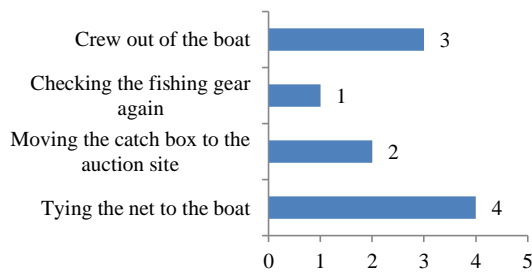 Crew out of the boat
3
Checking the fishing gear
again
1
Moving the catch box to the
auction site
2
Tying the net to the boat
4
0 1 2 3 4 5